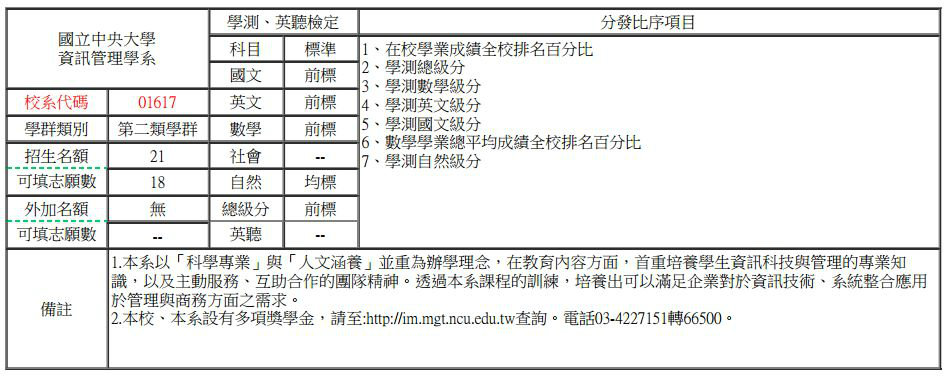 國立中央大學
資訊管理學系
學測、英聽檢定
分發比序項目
科目 標準
國文 前標
校系代碼 01617 英文 前標
學群類別 第二類學群 數學 前標
招生名額 21 社會 --
可填志願數 18 自然 均標
外加名額 無 總級分 前標
可填志願數 -- 英聽
1、在校學業成績全校排名百分比
2、學測總級分
3、學測數學級分
4、學測英文級分
5、學測國文級分
6、數學學業總平均成績全校排名百分比
7、學測自然級分
備註
1.本系以「科學專業」與「人文涵養」並重為辦學理念，在教育內容方面，首重培養學生資訊科技與管理的專業知
識，以及主動服務、互助合作的團隊精神。透過本系課程的訓練，培養出可以滿足企業對於資訊技術、系統整合應用
於管理與商務方面之需求。
2.本校、本系設有多項獎學金，請至:http://im.mgt.ncu.edu.tw查詢。電話03-4227151轉66500。